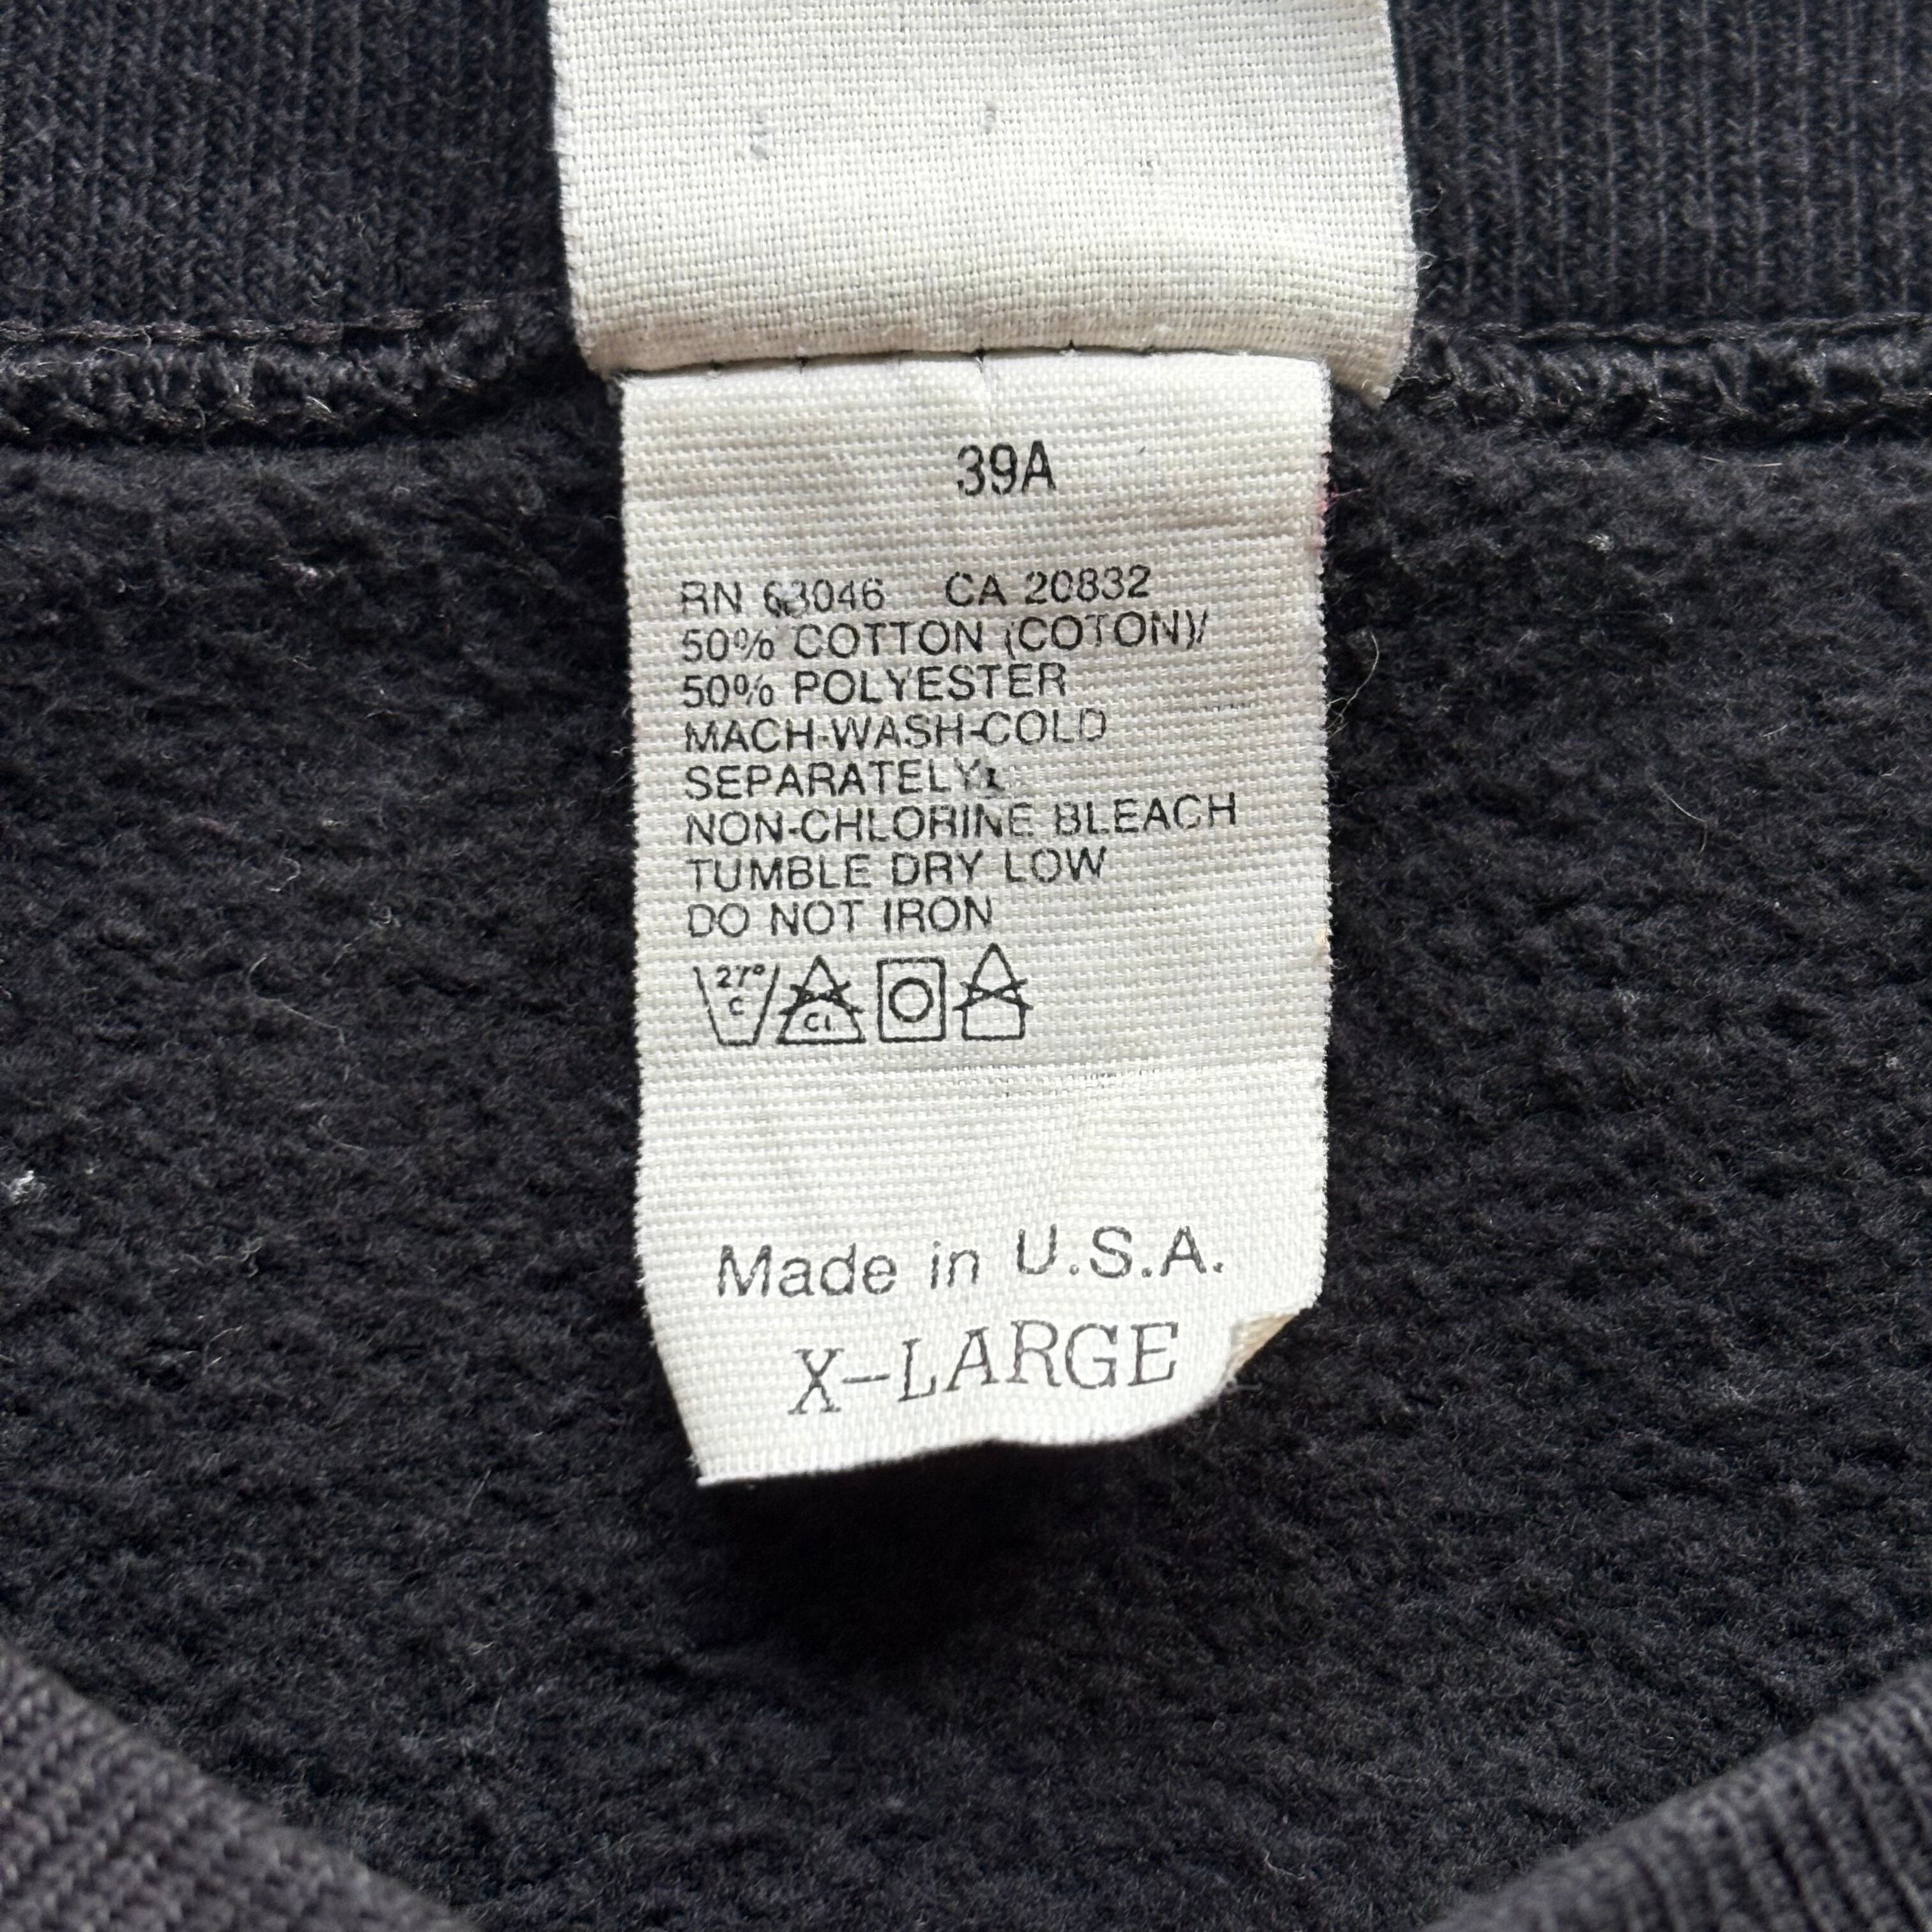 39A
RN 63046 CA 20832
50% COTTON (COTON)/
50% POLYESTER
MACH-WASH-COLD
SEPARATELY
NON-CHLORINE BLEACH
TUMBLE DRY LOW
DO NOT IRON
27° C Cl
Made in U.S.A.
X-LARGE